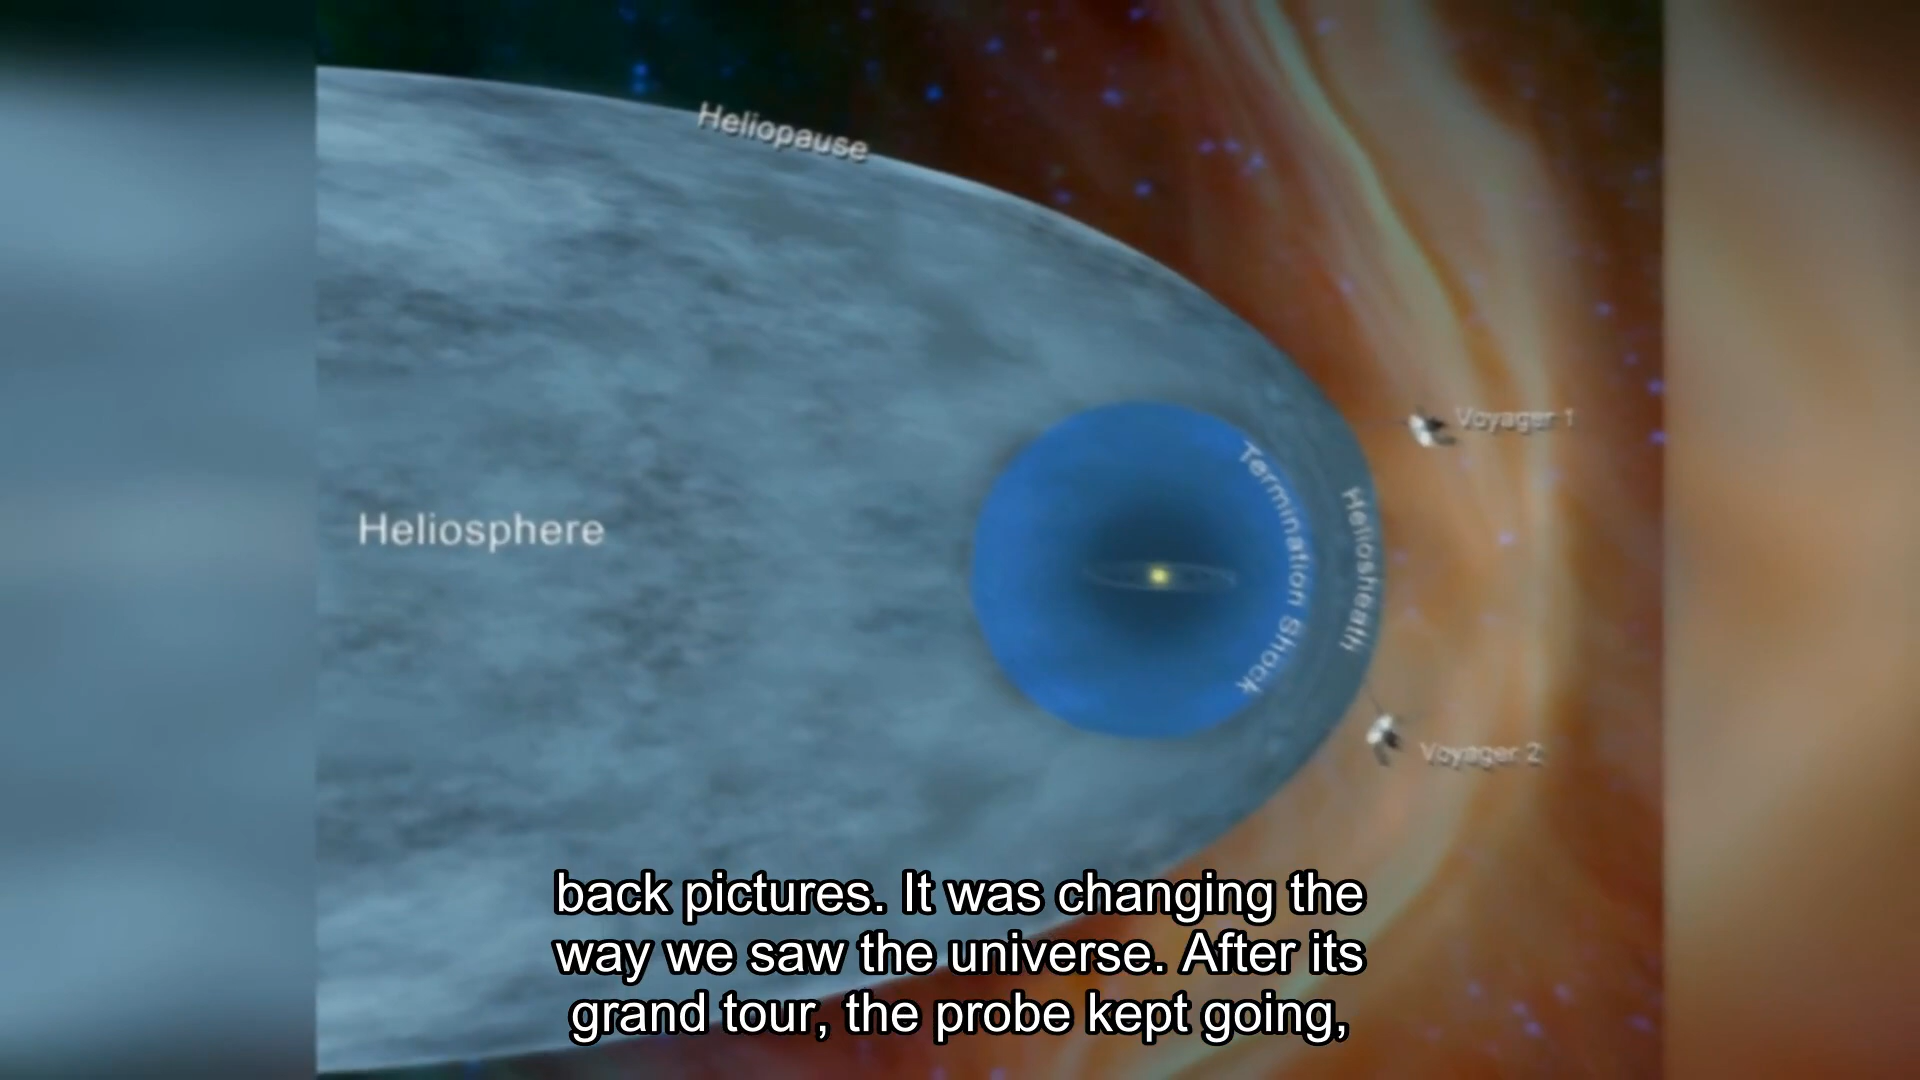 Heliopause
Voyager 1
Termination Shock
Heliosheath
Heliosphere
Voyager 2
back pictures. It was changing the
way we saw the universe. After its
grand tour, the probe kept going,